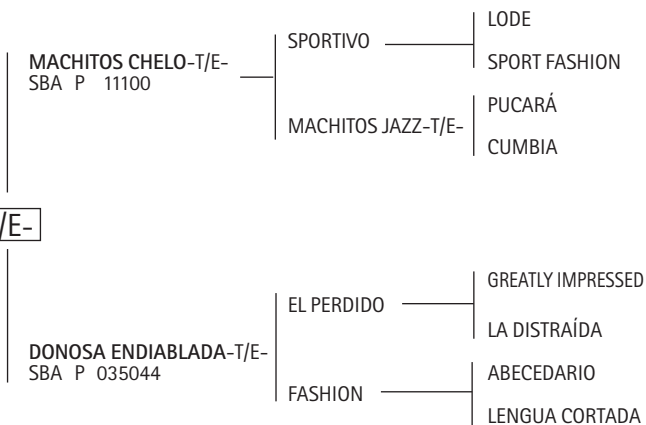 LODE
SPORTIVO
SPORT FASHION
MACHITOS CHELO-T/E-
SBA P 11100
PUCARÁ
MACHITOS JAZZ-T/E-
CUMBIA
/E-
GREATLY IMPRESSED
EL PERDIDO
LA DISTRAÍDA
DONOSA ENDIABLADA-T/E-
SBA P 035044
ABECEDARIO
FASHION
LENGUA CORTADA